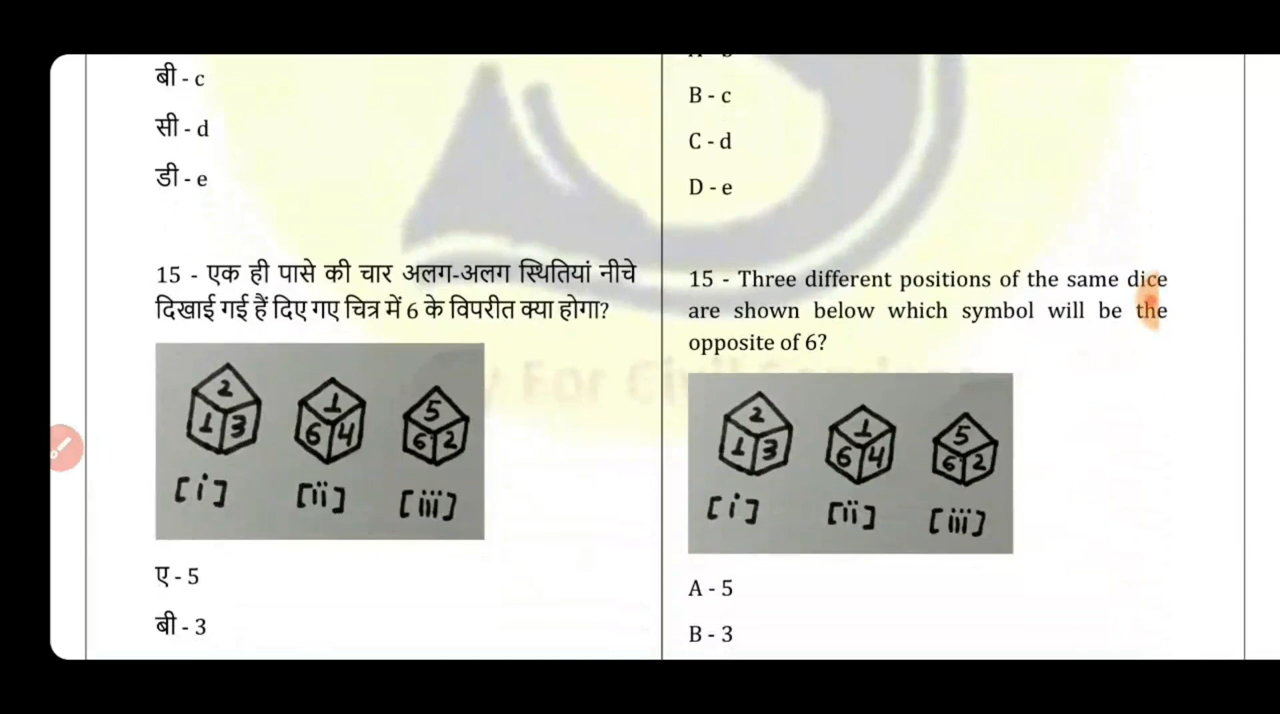 बी - c
सी - d
डी - e
15 - एक ही पासे की चार अलग-अलग स्थितियां नीचे
दिखाई गई हैं दिए गए चित्र में 6 के विपरीत क्या होगा?
2
1 3
1
6 4
5
6 2
[i] [ii] [iii]
ए - 5
बी - 3
B - c
C - d
D - e
15 - Three different positions of the same dice
are shown below which symbol will be the
opposite of 6?
2
1 3
1
6 4
5
6 2
[i] [ii] [iii]
A - 5
B - 3
For